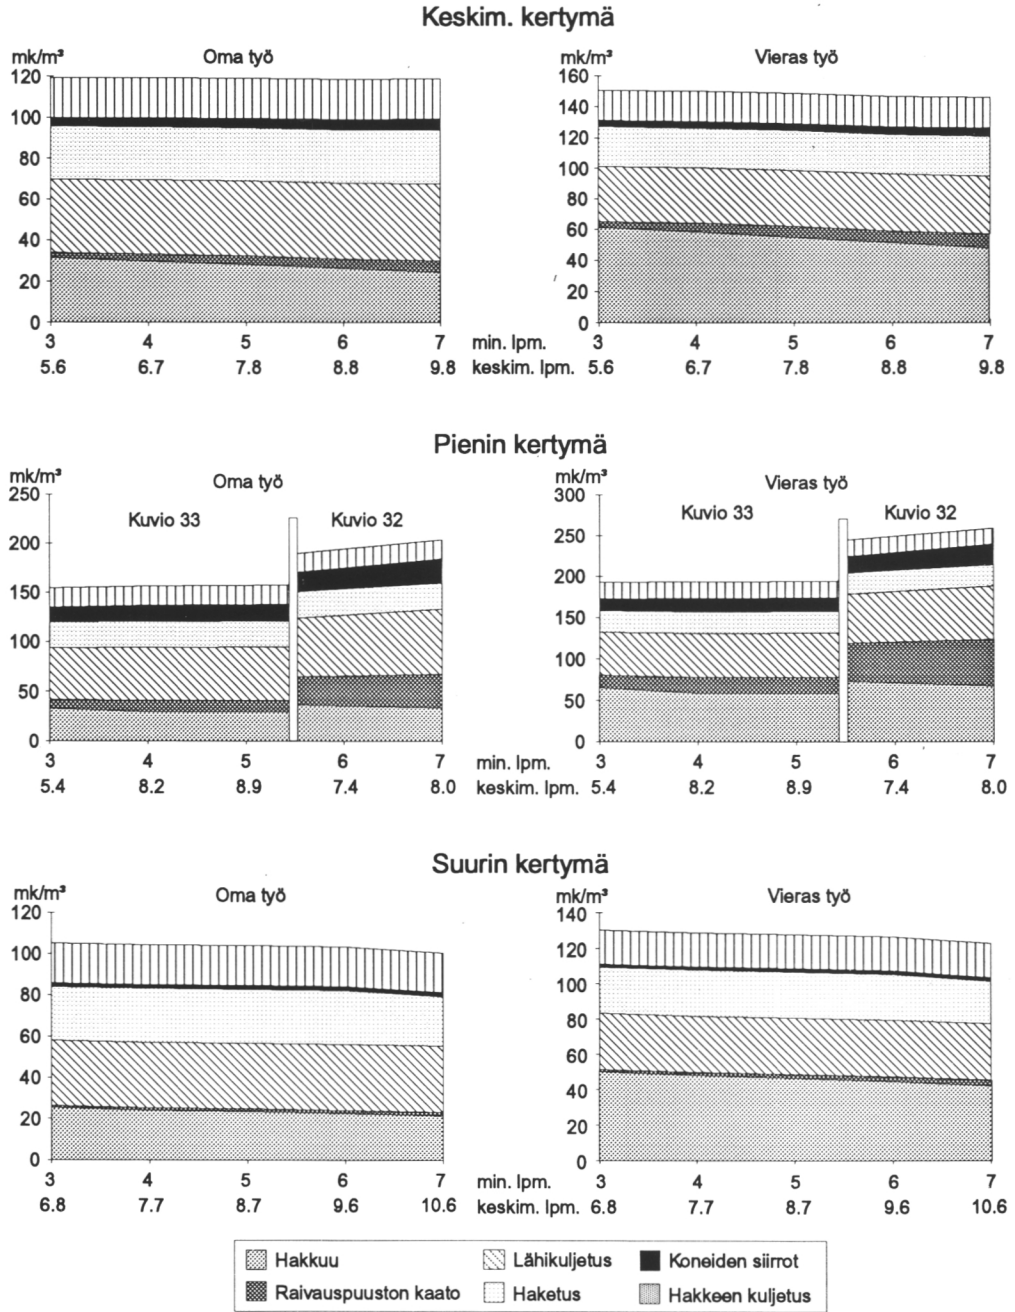 Keskim. kertymä
mk/m³ Oma työ mk/m³ Vieras työ
120 160
140
100
120
80 100
60 80
60
40
40
20
20
0 0
3 4 5 6 7 min. lpm. 3 4 5 6 7
5.6 6.7 7.8 8.8 9.8 keskim. lpm. 5.6 6.7 7.8 8.8 9.8
Pienin kertymä
mk/m³ Oma työ mk/m³ Vieras työ
250 300
Kuvio 33 Kuvio 32 Kuvio 33 Kuvio 32
250
200
200
150
150
100
100
50 50
0 0
3 4 5 6 7 min. lpm. 3 4 5 6 7
5.4 8.2 8.9 7.4 8.0 keskim. lpm. 5.4 8.2 8.9 7.4 8.0
Suurin kertymä
mk/m³ Oma työ mk/m³ Vieras työ
120 140
120
100
100
80
80
60
60
40
40
20 20
0 0
3 4 5 6 7 min. lpm. 3 4 5 6 7
6.8 7.7 8.7 9.6 10.6 keskim. lpm. 6.8 7.7 8.7 9.6 10.6
Hakkuu Lähikuljetus Koneiden siirrot
Raivauspuuston kaato Haketus Hakkeen kuljetus